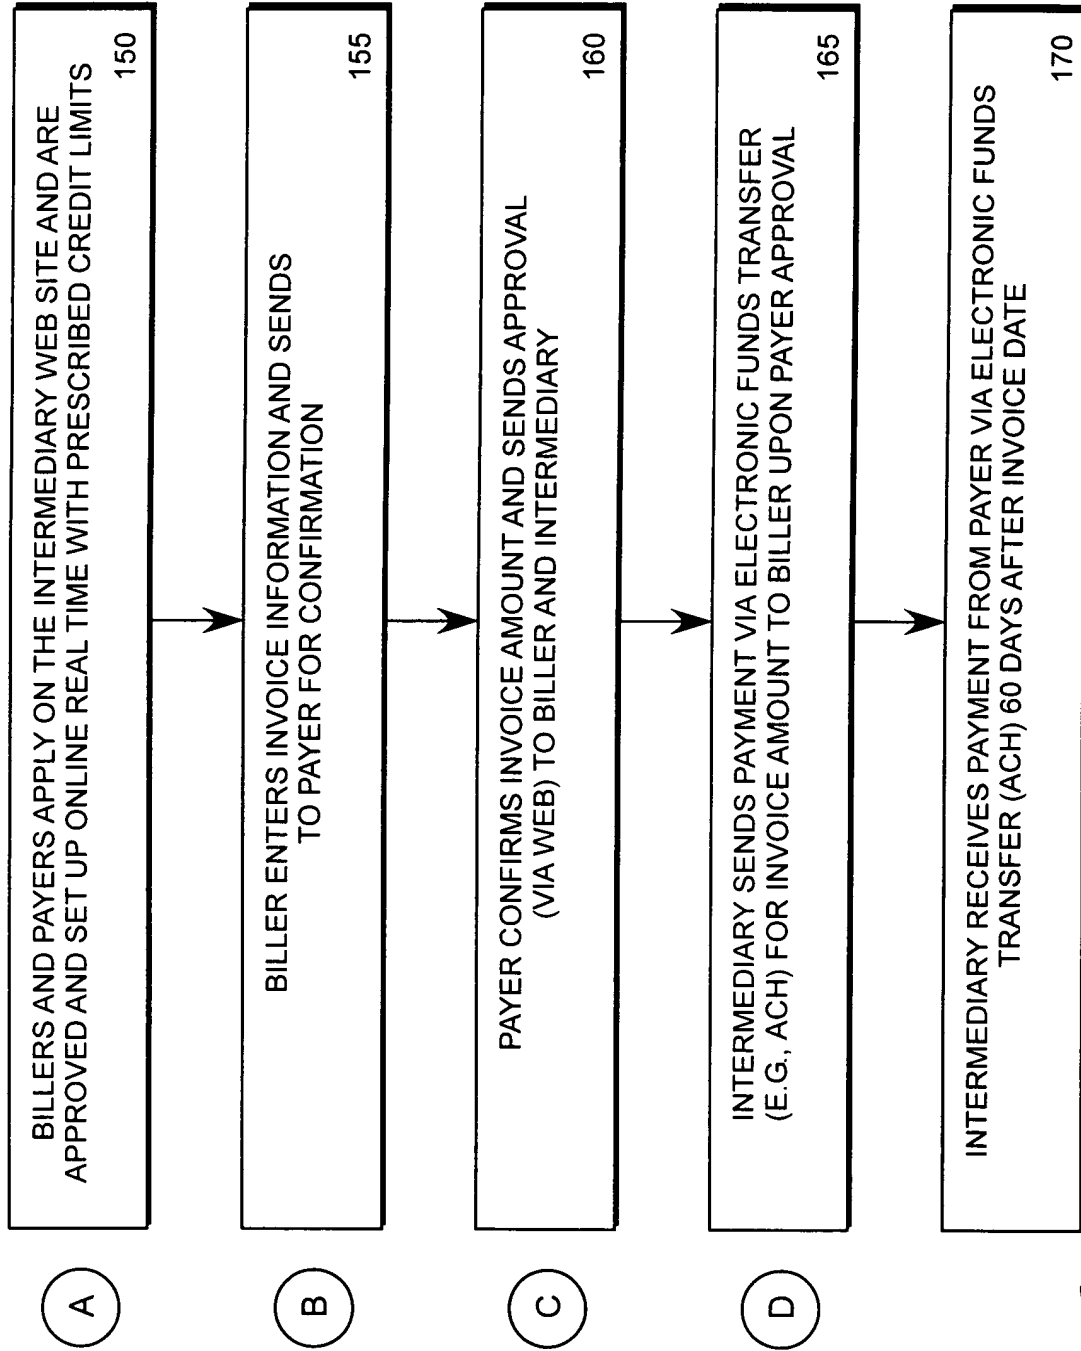 A
BILLERS AND PAYERS APPLY ON THE INTERMEDIARY WEB SITE AND ARE
APPROVED AND SET UP ONLINE REAL TIME WITH PRESCRIBED CREDIT LIMITS
150
B
BILLER ENTERS INVOICE INFORMATION AND SENDS
TO PAYER FOR CONFIRMATION
155
C
PAYER CONFIRMS INVOICE AMOUNT AND SENDS APPROVAL
(VIA WEB) TO BILLER AND INTERMEDIARY
160
D
INTERMEDIARY SENDS PAYMENT VIA ELECTRONIC FUNDS TRANSFER
(E.G., ACH) FOR INVOICE AMOUNT TO BILLER UPON PAYER APPROVAL
165
INTERMEDIARY RECEIVES PAYMENT FROM PAYER VIA ELECTRONIC FUNDS
TRANSFER (ACH) 60 DAYS AFTER INVOICE DATE
170